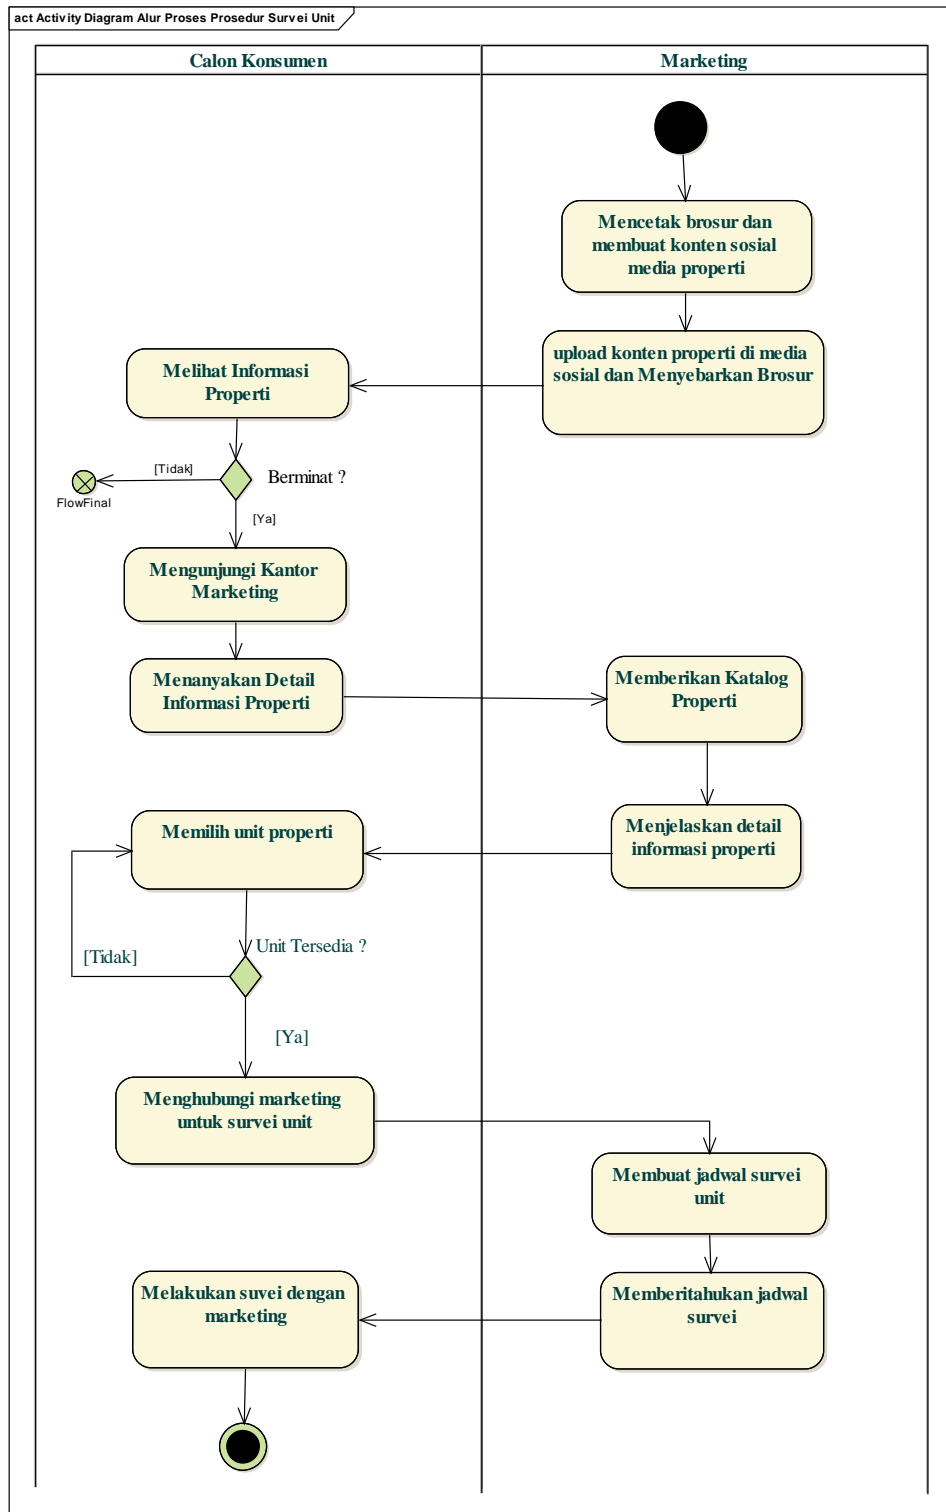 act Activity Diagram Alur Proses Prosedur Survei Unit
Calon Konsumen
Marketing
Mencetak brosur dan
membuat konten sosial
media properti
upload konten properti di media
sosial dan Menyebarkan Brosur
Melihat Informasi
Properti
[Tidak]
Berminat ?
FlowFinal
[Ya]
Mengunjungi Kantor
Marketing
Menanyakan Detail
Informasi Properti
Memberikan Katalog
Properti
Menjelaskan detail
informasi properti
Memilih unit properti
Unit Tersedia ?
[Tidak]
[Ya]
Menghubungi marketing
untuk survei unit
Membuat jadwal survei
unit
Memberitahukan jadwal
survei
Melakukan suvei dengan
marketing